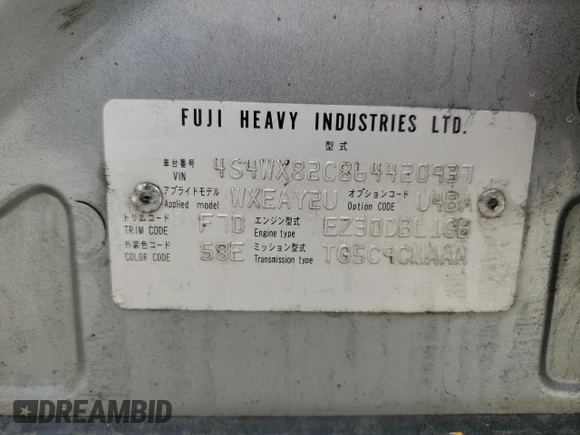 FUJI HEAVY INDUSTRIES LTD.
型式
車台番号 VIN 4S4WX82C864420937
アプライドモデル Applied model WXEAY2U オプションコード Option CODE U4BA
トリムコード TRIM CODE F70 エンジン型式 Engine type EZ30DBL1GB
外装色コード COLOR CODE 58E ミッション型式 Transmission type TG5C9CWAAA
DREAMBID